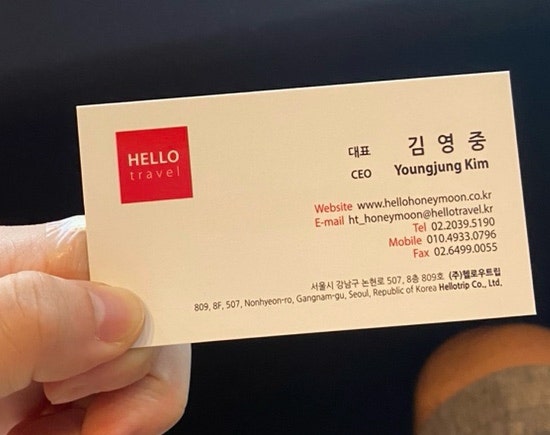 HELLO
travel
대표 김 영 중
CEO Youngjung Kim
Website www.hellohoneymoon.co.kr
E-mail ht_honeymoon@hellotravel.kr
Tel 02.2039.5190
Mobile 010.4933.0796
Fax 02.6499.0055
서울시 강남구 논현로 507, 8층 809호 (주)헬로우트립
809, 8F, 507, Nonhyeon-ro, Gangnam-gu, Seoul, Republic of Korea Hellotrip Co., Ltd.